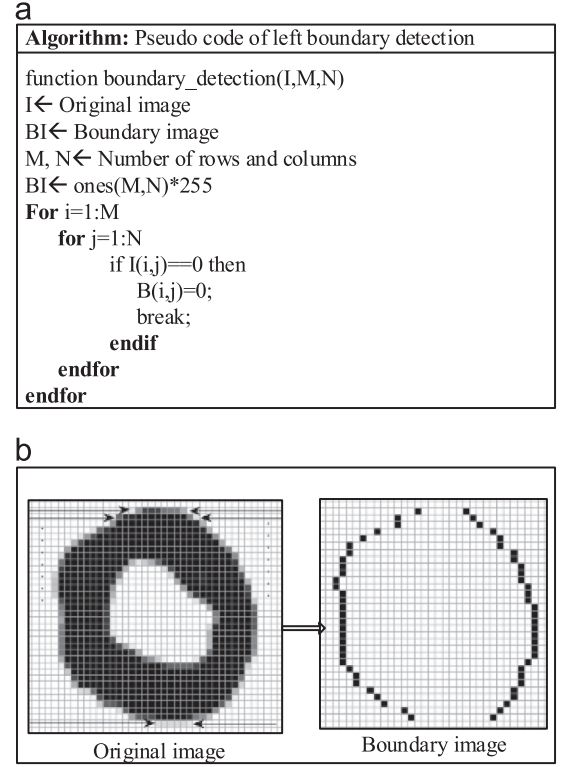 a
Algorithm: Pseudo code of left boundary detection
function boundary_detection(I,M,N)
I← Original image
BI← Boundary image
M, N← Number of rows and columns
BI← ones(M,N)*255
For i=1:M
for j=1:N
if I(i,j)==0 then
B(i,j)=0;
break;
endif
endfor
endfor
b
Original image
Boundary image